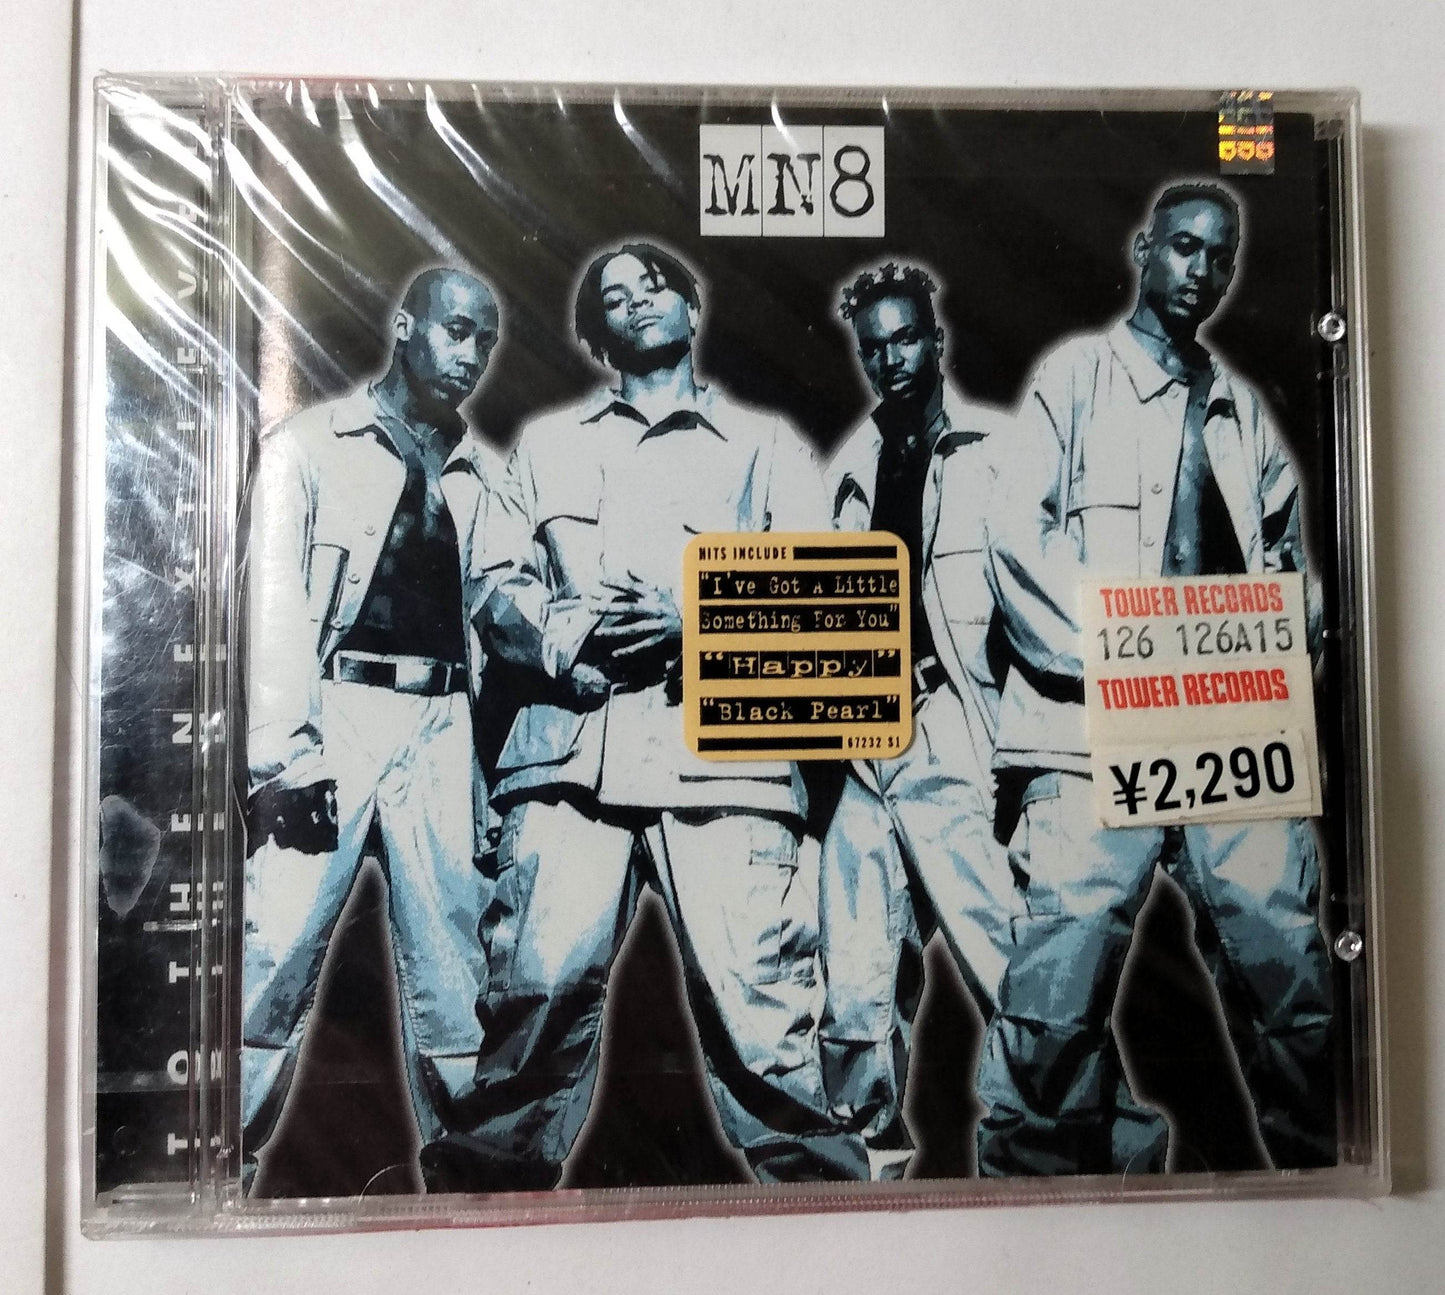 MN8
TO THE NEXT LEVEL
HITS INCLUDE
"I've Got A Little
Something For You"
"Happy"
"Black Pearl"
67232 S1
TOWER RECORDS
126 126A15
TOWER RECORDS
¥2,290